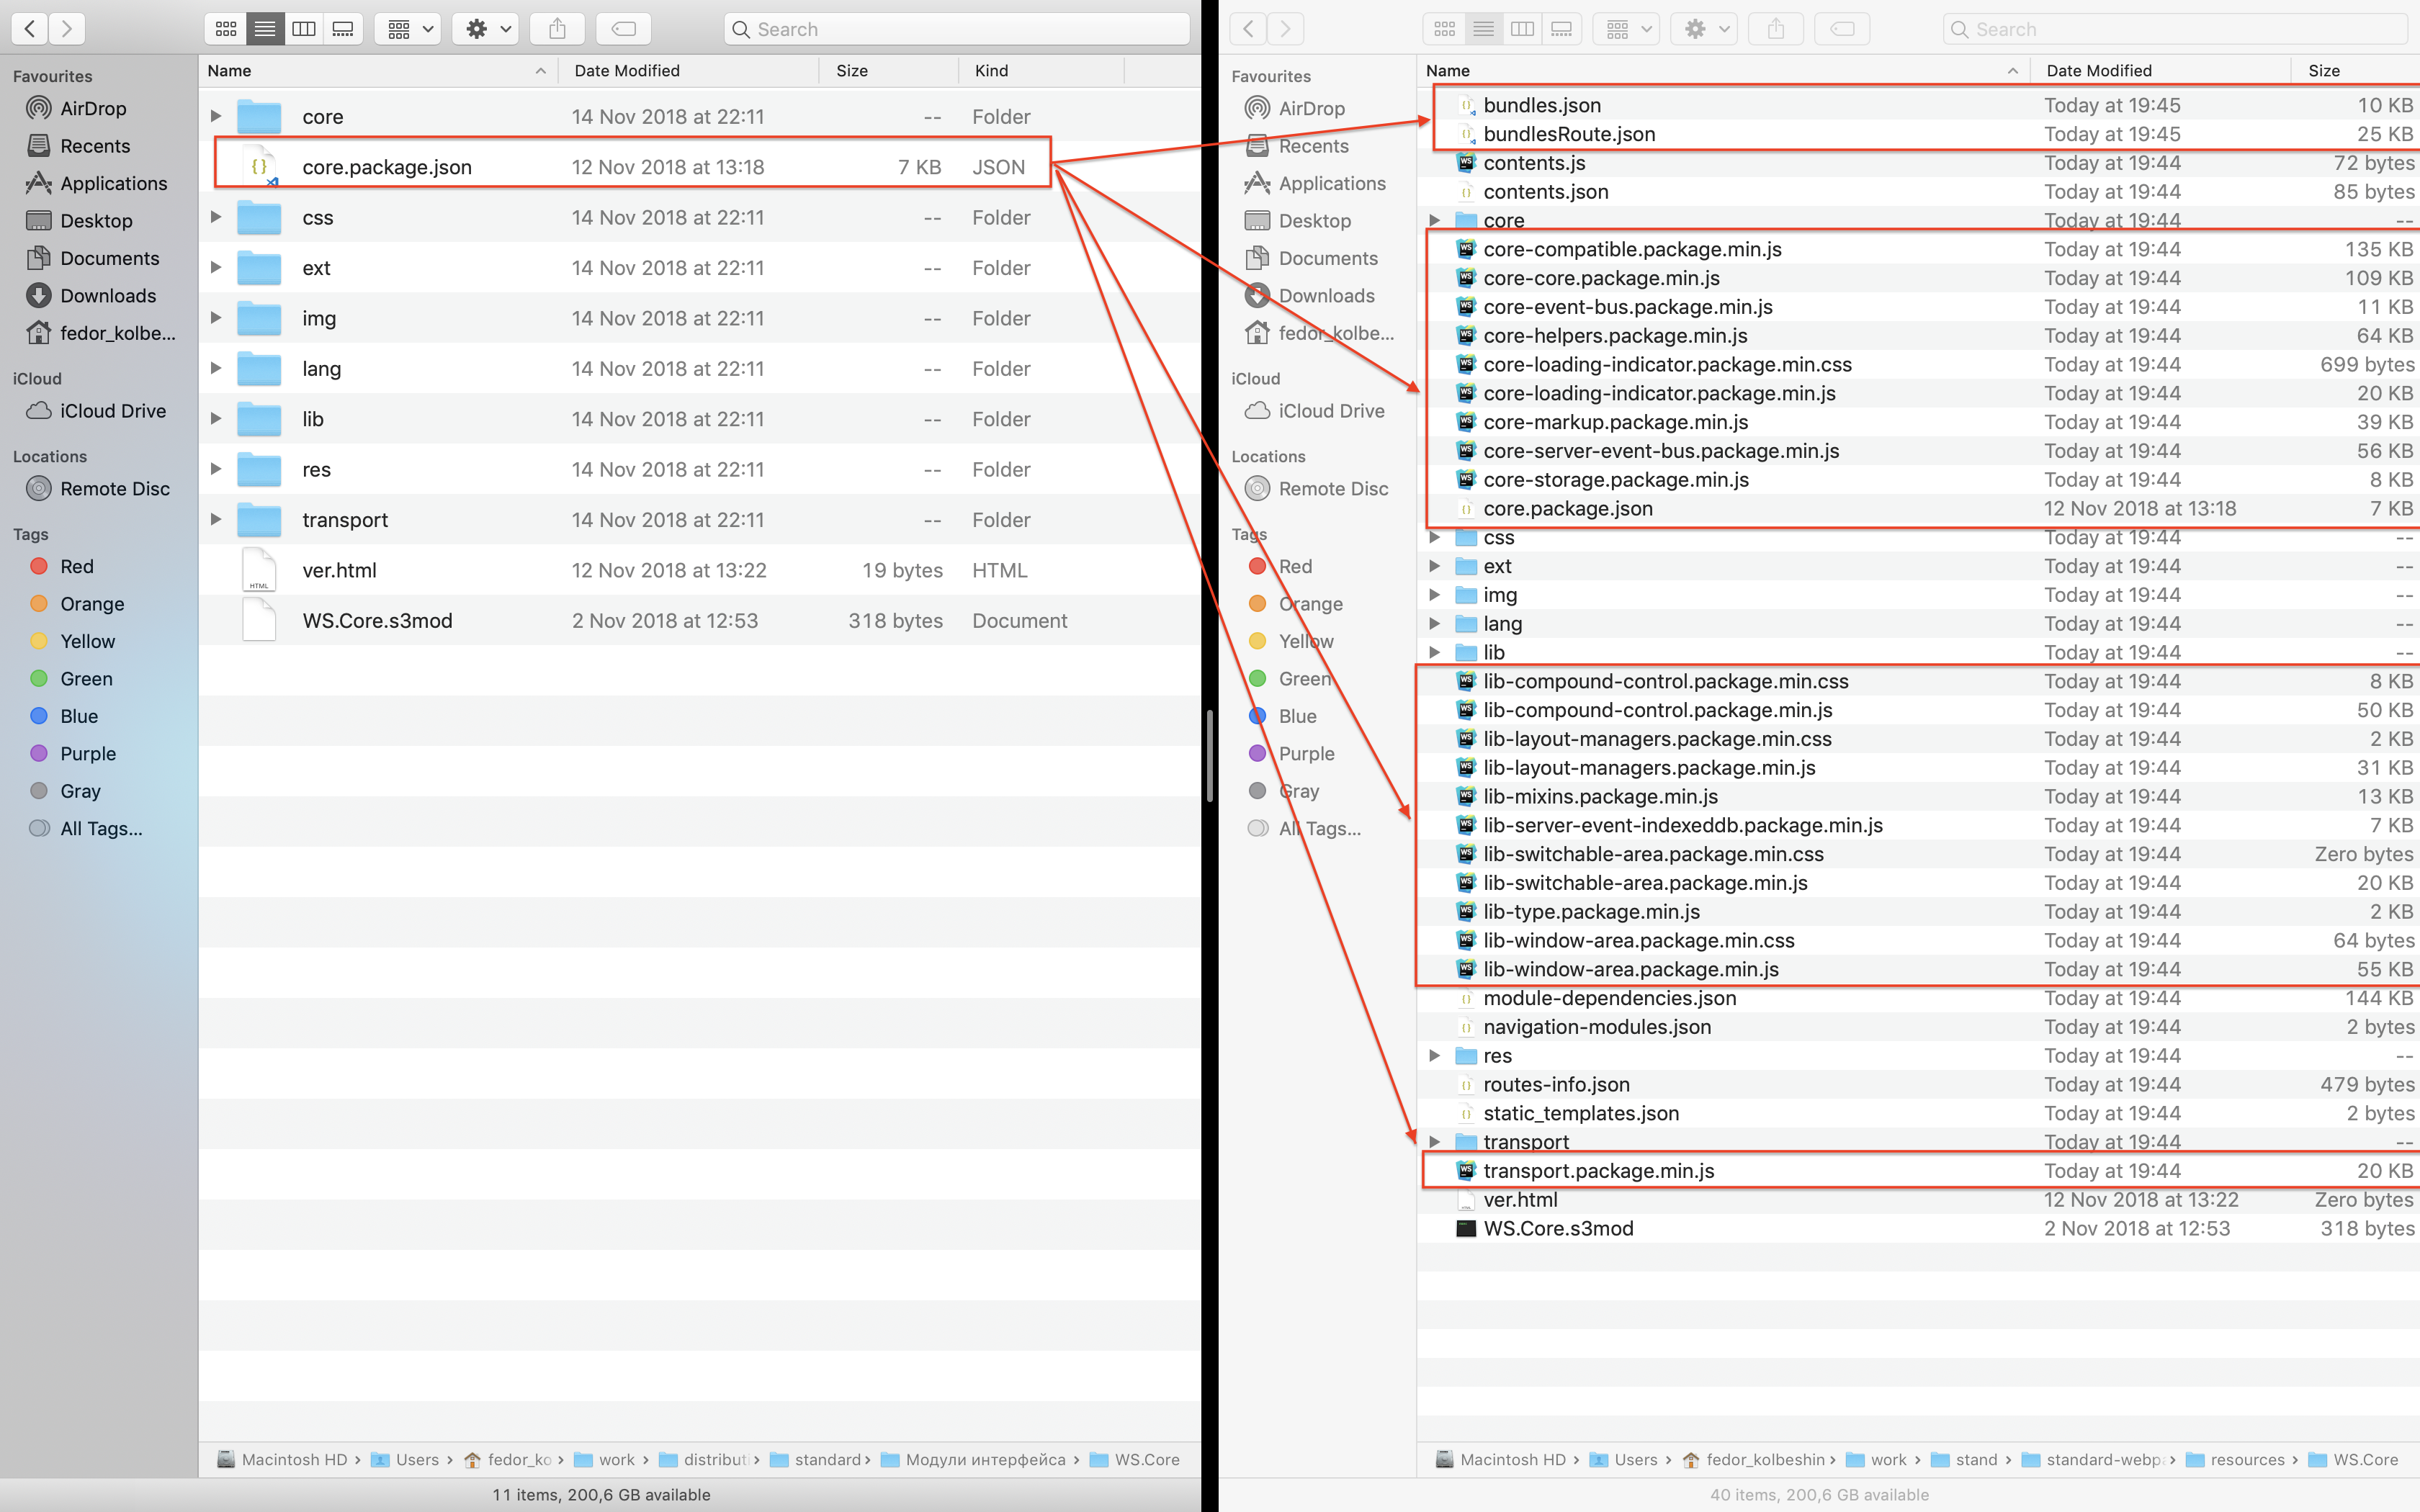 Search
Favourites
AirDrop
Recents
Applications
Desktop
Documents
Downloads
fedor_kolbe...
iCloud
iCloud Drive
Locations
Remote Disc
Tags
Red
Orange
Yellow
Green
Blue
Purple
Gray
All Tags...
Name Date Modified Size Kind
core 14 Nov 2018 at 22:11 -- Folder
core.package.json 12 Nov 2018 at 13:18 7 KB JSON
css 14 Nov 2018 at 22:11 -- Folder
ext 14 Nov 2018 at 22:11 -- Folder
img 14 Nov 2018 at 22:11 -- Folder
lang 14 Nov 2018 at 22:11 -- Folder
lib 14 Nov 2018 at 22:11 -- Folder
res 14 Nov 2018 at 22:11 -- Folder
transport 14 Nov 2018 at 22:11 -- Folder
ver.html 12 Nov 2018 at 13:22 19 bytes HTML
WS.Core.s3mod 2 Nov 2018 at 12:53 318 bytes Document
Macintosh HD › Users › fedor_ko › work › distribut › standard › Модули интерфейса › WS.Core
11 items, 200,6 GB available
Search
Favourites
AirDrop
Recents
Applications
Desktop
Documents
Downloads
fedor_kolbe...
iCloud
iCloud Drive
Locations
Remote Disc
Tags
Red
Orange
Yellow
Green
Blue
Purple
Gray
All Tags...
Name Date Modified Size
bundles.json Today at 19:45 10 KB
bundlesRoute.json Today at 19:45 25 KB
contents.js Today at 19:44 72 bytes
contents.json Today at 19:44 85 bytes
core Today at 19:44 --
core-compatible.package.min.js Today at 19:44 135 KB
core-core.package.min.js Today at 19:44 109 KB
core-event-bus.package.min.js Today at 19:44 11 KB
core-helpers.package.min.js Today at 19:44 64 KB
core-loading-indicator.package.min.css Today at 19:44 699 bytes
core-loading-indicator.package.min.js Today at 19:44 20 KB
core-markup.package.min.js Today at 19:44 39 KB
core-server-event-bus.package.min.js Today at 19:44 56 KB
core-storage.package.min.js Today at 19:44 8 KB
core.package.json 12 Nov 2018 at 13:18 7 KB
css Today at 19:44 --
ext Today at 19:44 --
img Today at 19:44 --
lang Today at 19:44 --
lib Today at 19:44 --
lib-compound-control.package.min.css Today at 19:44 8 KB
lib-compound-control.package.min.js Today at 19:44 50 KB
lib-layout-managers.package.min.css Today at 19:44 2 KB
lib-layout-managers.package.min.js Today at 19:44 31 KB
lib-mixins.package.min.js Today at 19:44 13 KB
lib-server-event-indexeddb.package.min.js Today at 19:44 7 KB
lib-switchable-area.package.min.css Today at 19:44 Zero bytes
lib-switchable-area.package.min.js Today at 19:44 20 KB
lib-type.package.min.js Today at 19:44 2 KB
lib-window-area.package.min.css Today at 19:44 64 bytes
lib-window-area.package.min.js Today at 19:44 55 KB
module-dependencies.json Today at 19:44 144 KB
navigation-modules.json Today at 19:44 2 bytes
res Today at 19:44 --
routes-info.json Today at 19:44 479 bytes
static_templates.json Today at 19:44 2 bytes
transport Today at 19:44 --
transport.package.min.js Today at 19:44 20 KB
ver.html 12 Nov 2018 at 13:22 Zero bytes
WS.Core.s3mod 2 Nov 2018 at 12:53 318 bytes
Macintosh HD › Users › fedor_kolbeshin › work › stand › standard-webpa › resources › WS.Core
40 items, 200,6 GB available